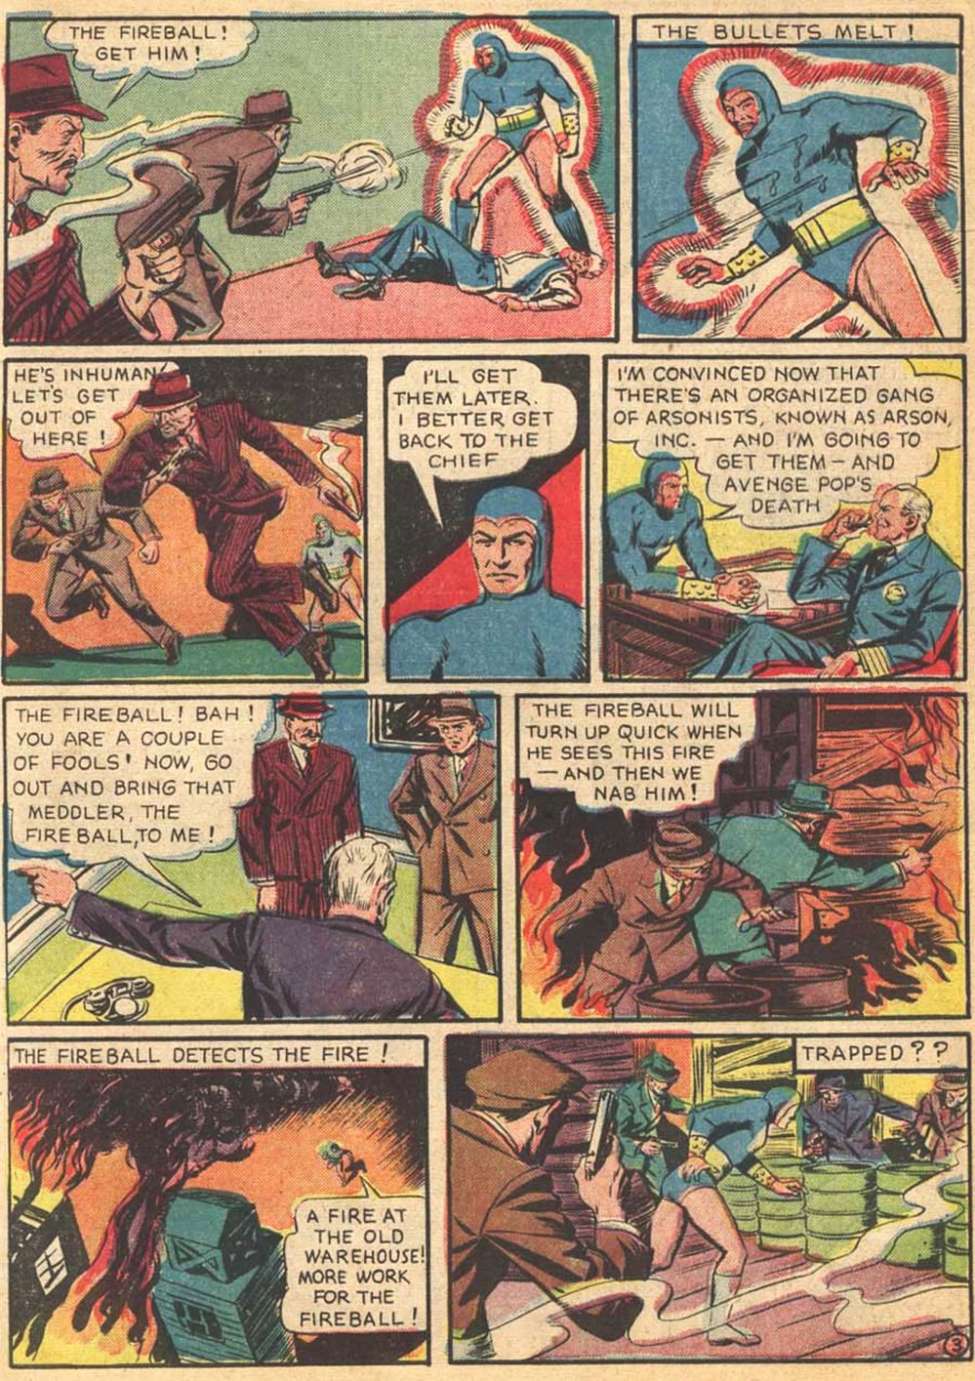 THE FIREBALL!
GET HIM!
THE BULLETS MELT!
HE'S INHUMAN
LET'S GET
OUT OF
HERE!
I'LL GET
THEM LATER.
I BETTER GET
BACK TO THE
CHIEF
I'M CONVINCED NOW THAT
THERE'S AN ORGANIZED GANG
OF ARSONISTS, KNOWN AS ARSON,
INC. — AND I'M GOING TO
GET THEM — AND
AVENGE POP'S
DEATH
THE FIREBALL! BAH!
YOU ARE A COUPLE
OF FOOLS! NOW, GO
OUT AND BRING THAT
MEDDLER, THE
FIREBALL, TO ME!
THE FIREBALL WILL
TURN UP QUICK WHEN
HE SEES THIS FIRE
— AND THEN WE
NAB HIM!
THE FIREBALL DETECTS THE FIRE!
A FIRE AT
THE OLD
WAREHOUSE!
MORE WORK
FOR THE
FIREBALL!
TRAPPED??
3